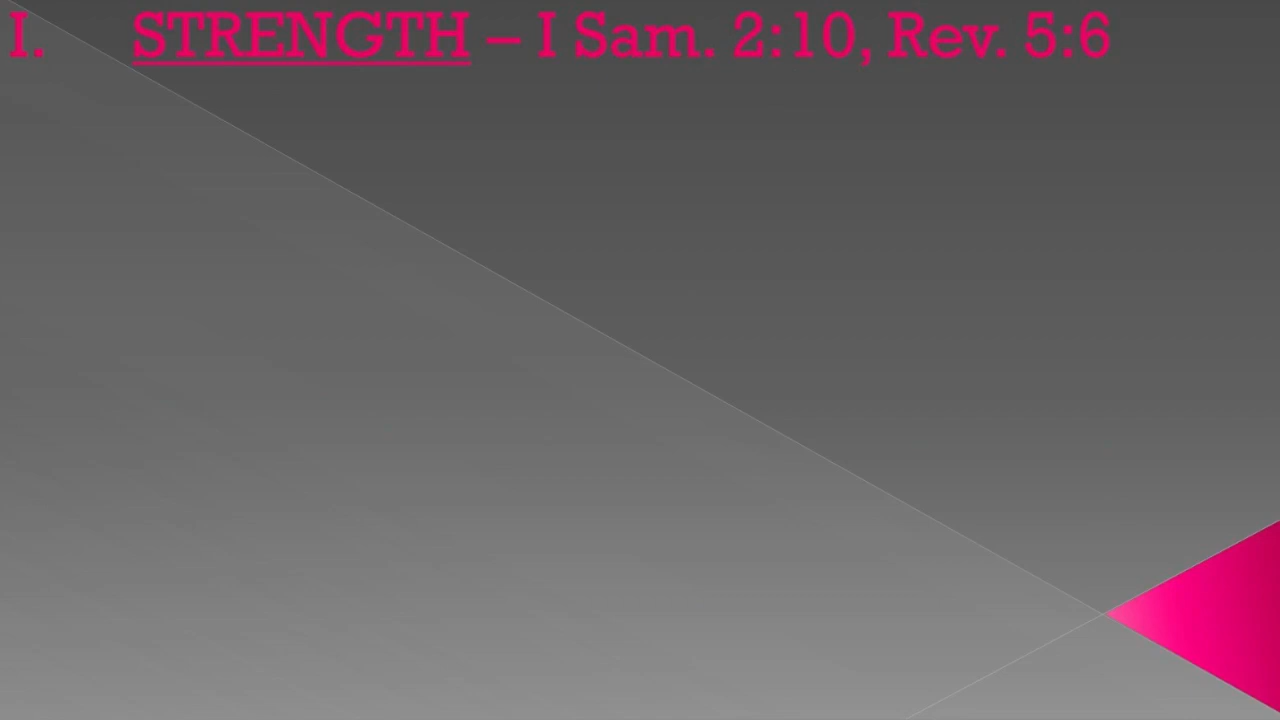 I. STRENGTH – I Sam. 2:10, Rev. 5:6